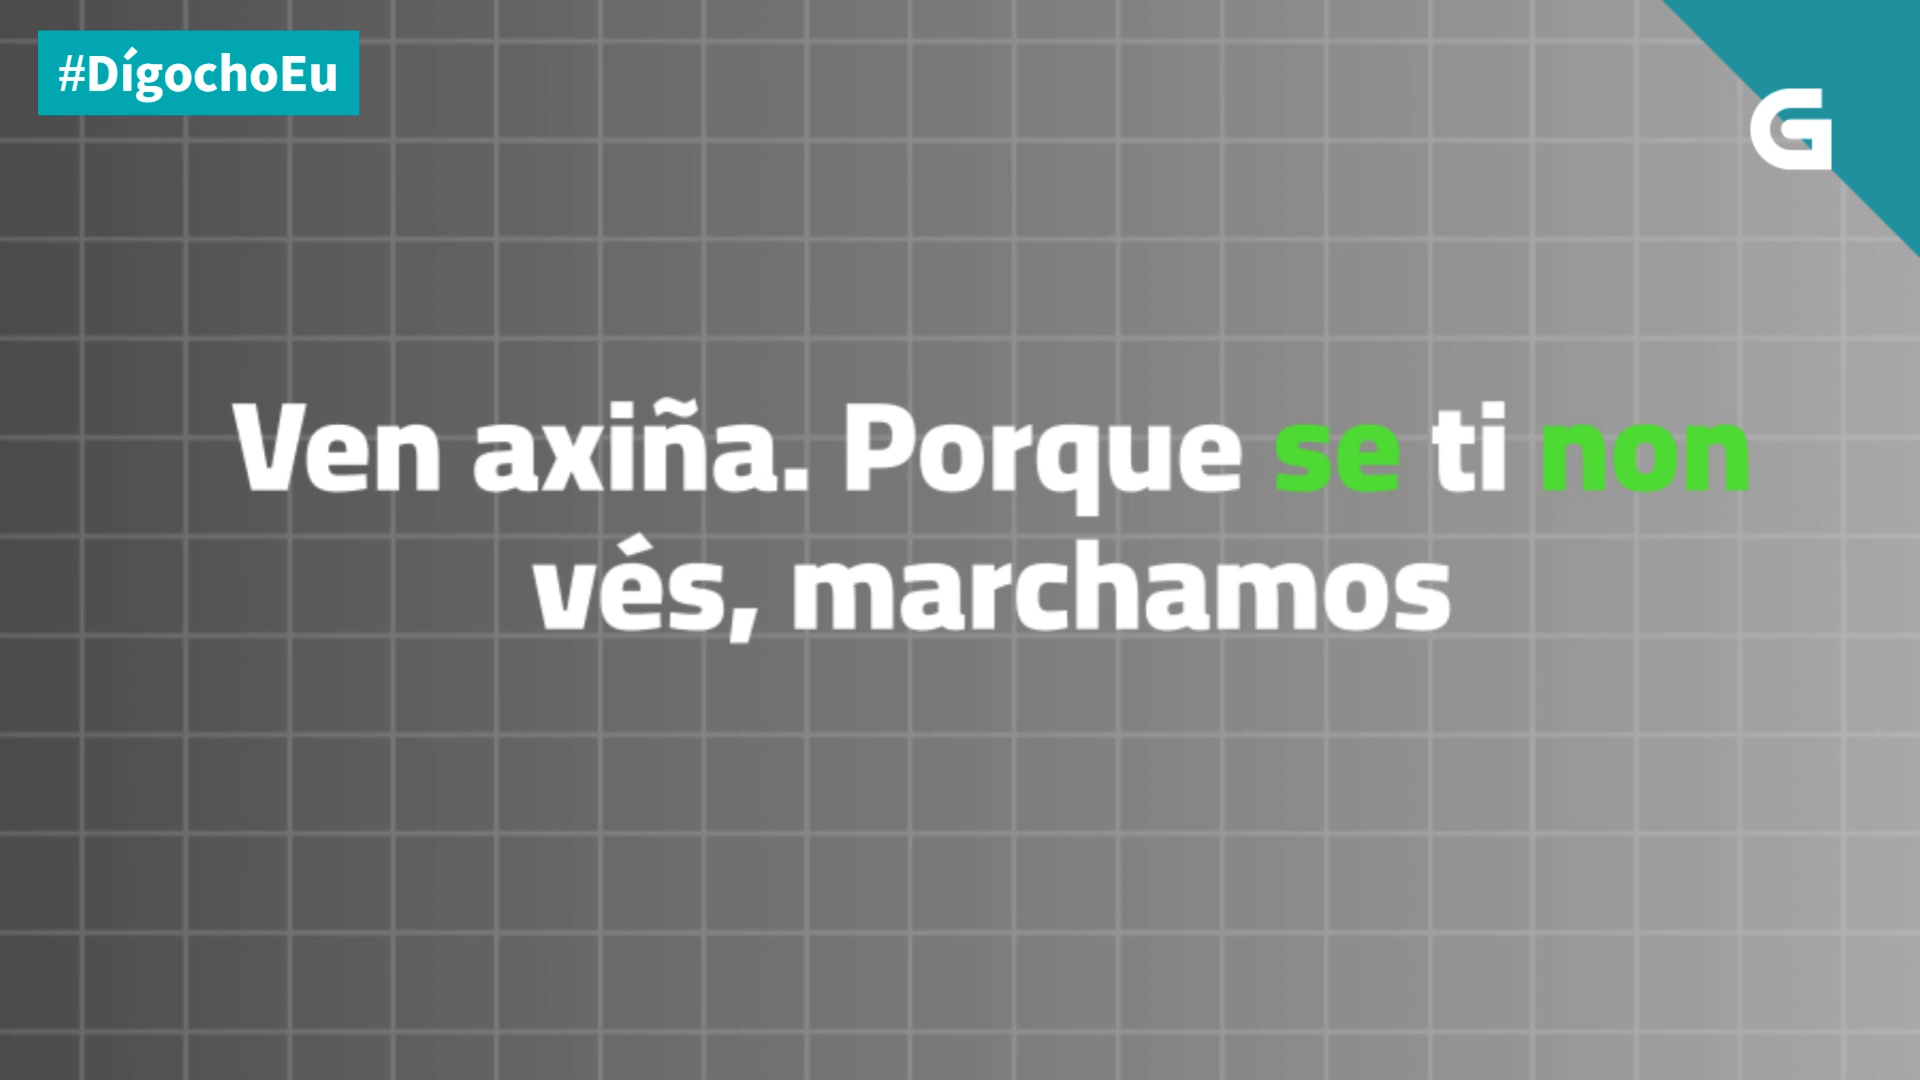 #DígochoEu
G
Ven axiña. Porque se ti non
vés, marchamos